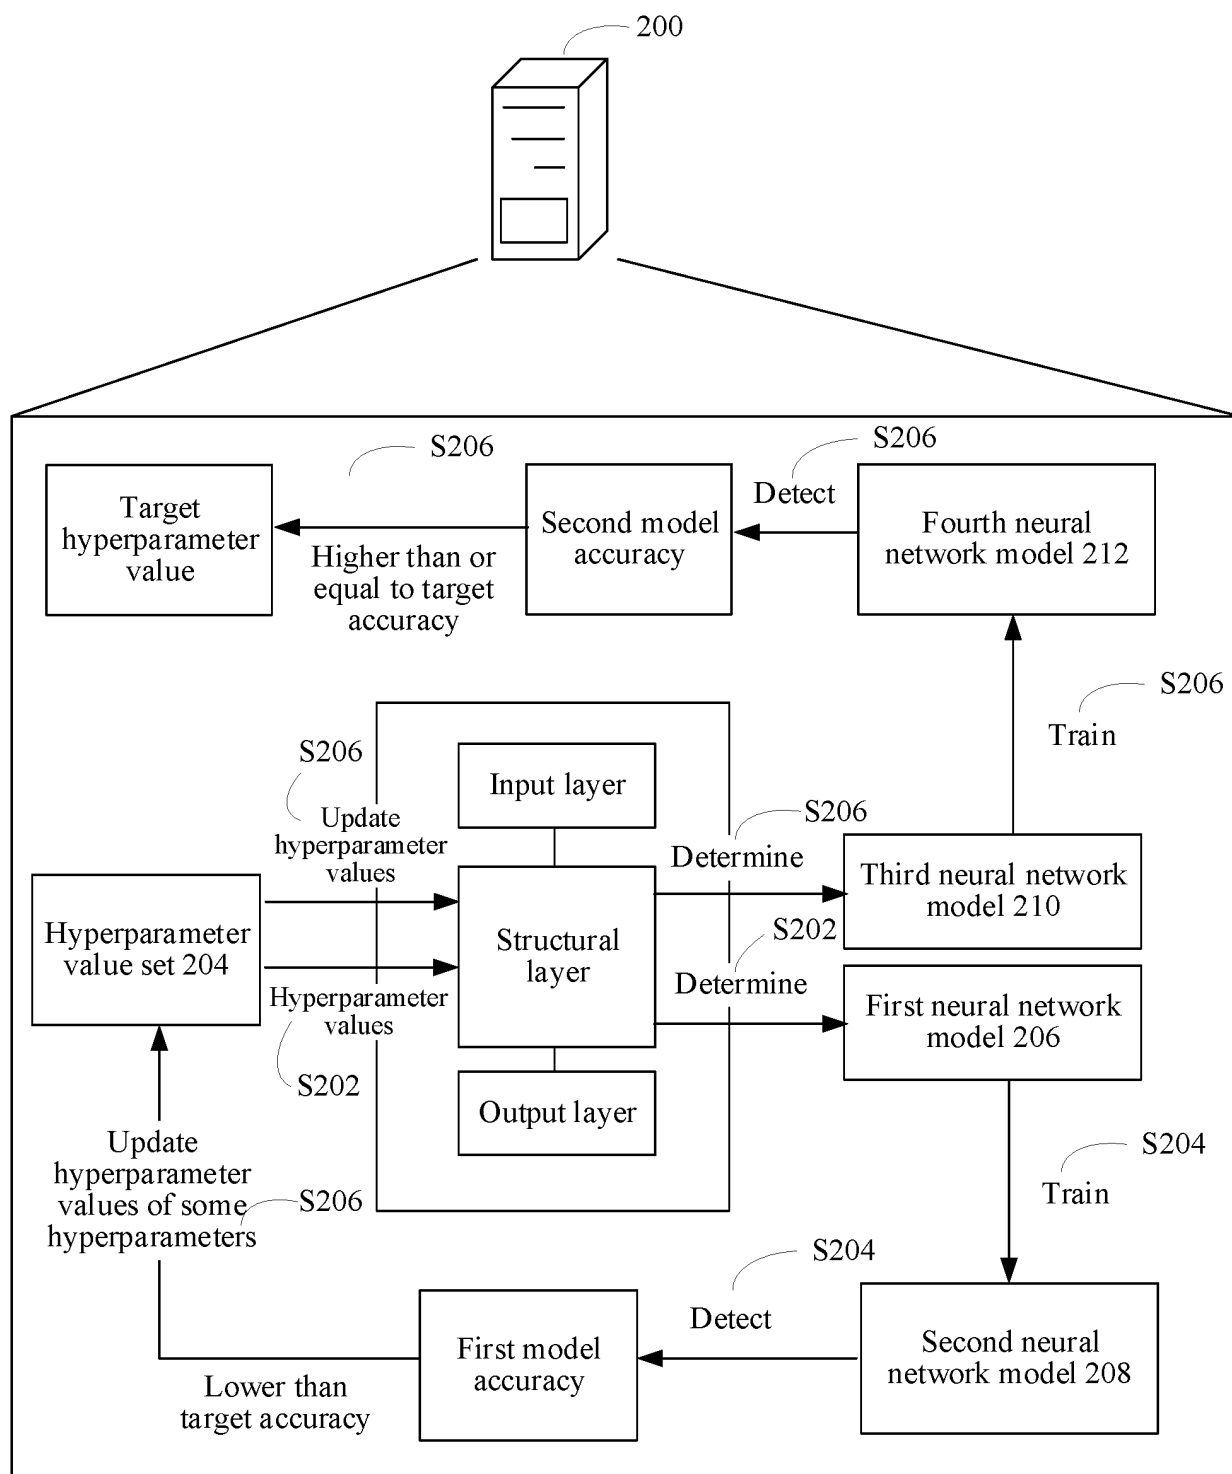 200
S206
S206
Target
hyperparameter
value
Higher than or
equal to target
accuracy
Second model
accuracy
Detect
Fourth neural
network model 212
S206
Train
S206
Update
hyperparameter
values
Input layer
S206
Determine
Third neural network
model 210
Hyperparameter
value set 204
Structural
layer
S202
Determine
First neural network
model 206
Hyperparameter
values
S202
Output layer
Update
hyperparameter
values of some
hyperparameters
S206
S204
Train
S204
Detect
First model
accuracy
Second neural
network model 208
Lower than
target accuracy